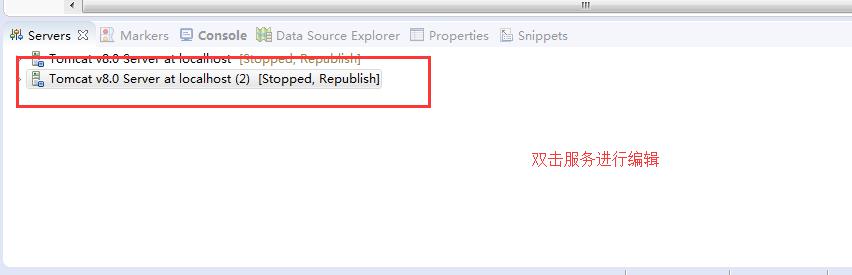 Servers Markers Console Data Source Explorer Properties Snippets
Tomcat v8.0 Server at localhost [Stopped, Republish]
Tomcat v8.0 Server at localhost (2) [Stopped, Republish]
双击服务进行编辑